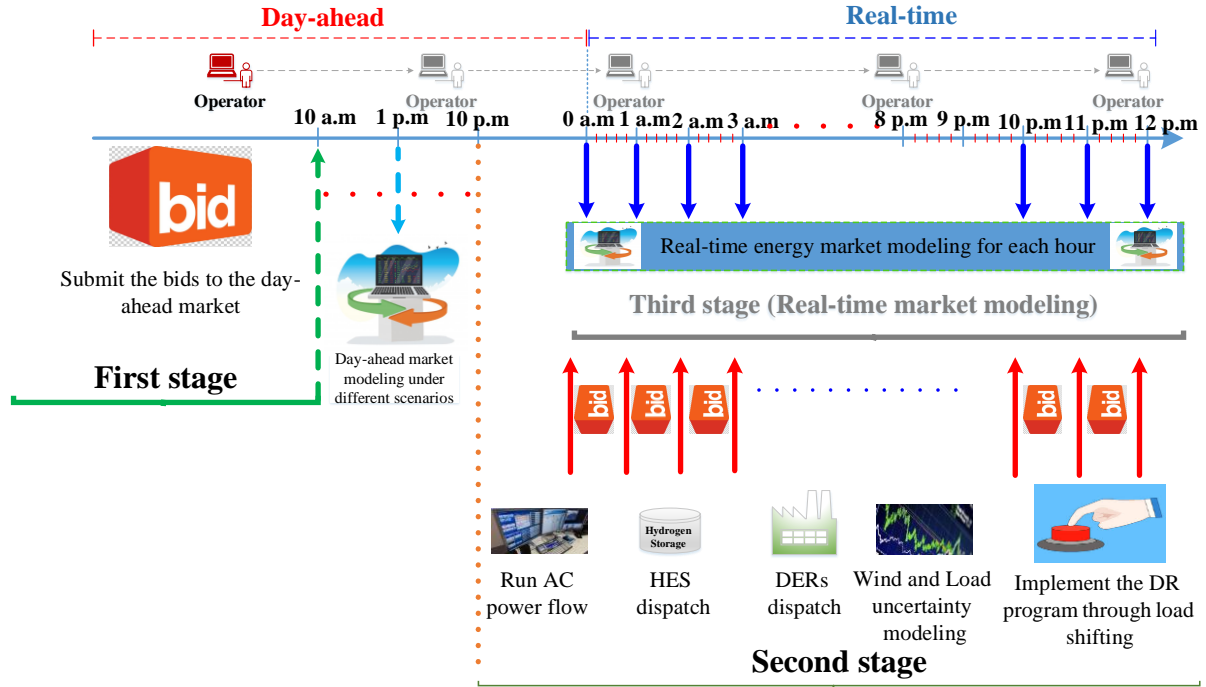 Day-ahead
Real-time
Operator
Operator
Operator
Operator
Operator
10 a.m
1 p.m
10 p.m
0 a.m
1 a.m
2 a.m
3 a.m
8 p.m
9 p.m
10 p.m
11 p.m
12 p.m
bid
Submit the bids to the day-
ahead market
First stage
Day-ahead market
modeling under
different scenarios
Real-time energy market modeling for each hour
Third stage (Real-time market modeling)
bid
bid
bid
bid
bid
Run AC
power flow
Hydrogen
Storage
HES
dispatch
DERs
dispatch
Wind and Load
uncertainty
modeling
Implement the DR
program through load
shifting
Second stage